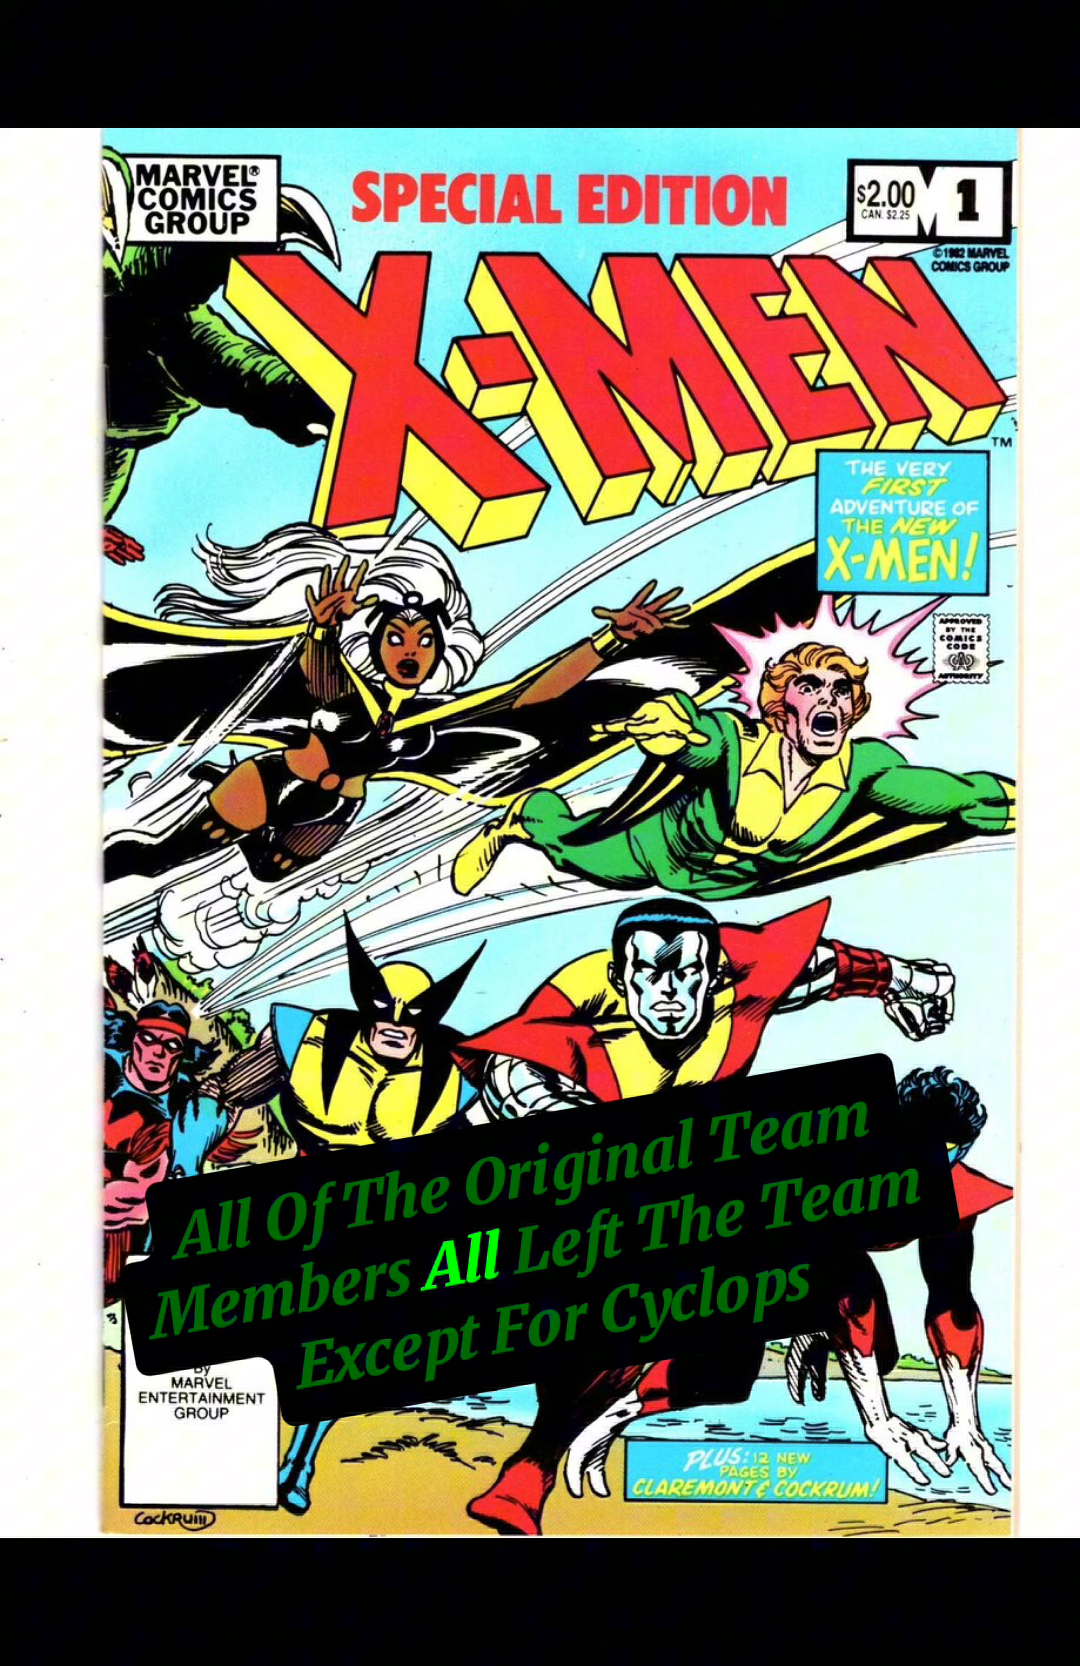 MARVEL®
COMICS
GROUP
SPECIAL EDITION
$2.00
CAN. $2.25
M
1
©1982 MARVEL
COMICS GROUP
X-MEN
TM
THE VERY
FIRST
ADVENTURE OF
THE NEW
X-MEN!
APPROVED
BY THE
COMICS
CODE
CA
AUTHORITY
All Of The Original Team
Members All Left The Team
Except For Cyclops
By
MARVEL
ENTERTAINMENT
GROUP
PLUS: 12 NEW
PAGES BY
CLAREMONT & COCKRUM!
COCKRUM